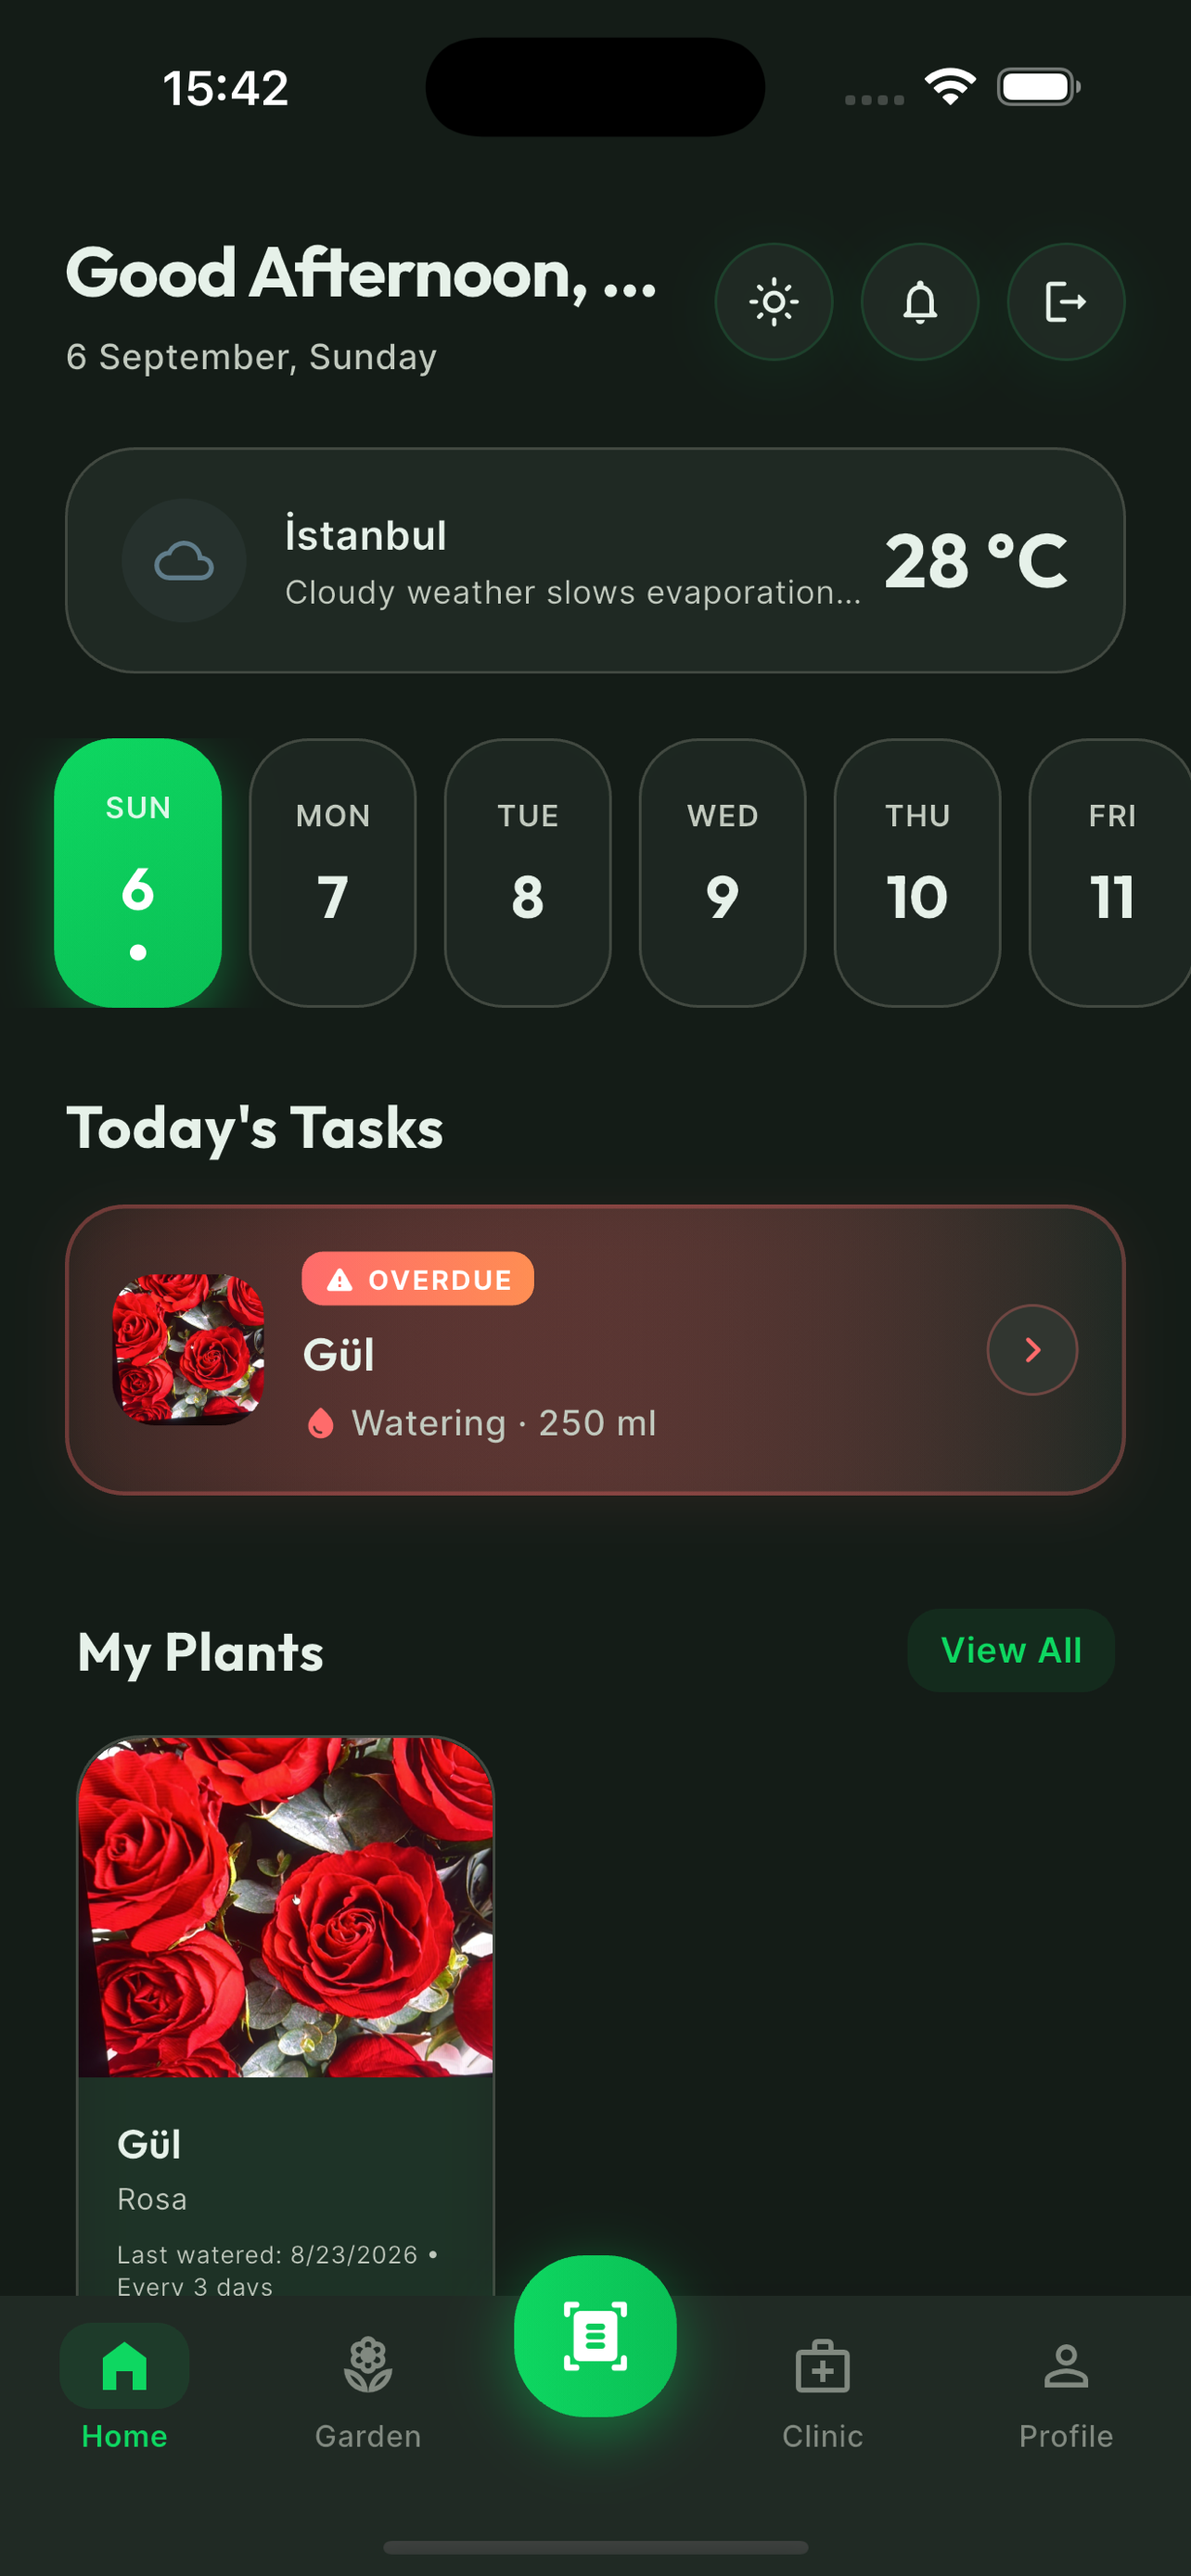 15:42
Good Afternoon, ...
6 September, Sunday
İstanbul
Cloudy weather slows evaporation...
28 °C
SUN
6
MON
7
TUE
8
WED
9
THU
10
FRI
11
Today's Tasks
OVERDUE
Gül
Watering · 250 ml
My Plants
View All
Gül
Rosa
Last watered: 8/23/2026 •
Every 3 days
Home
Garden
Clinic
Profile